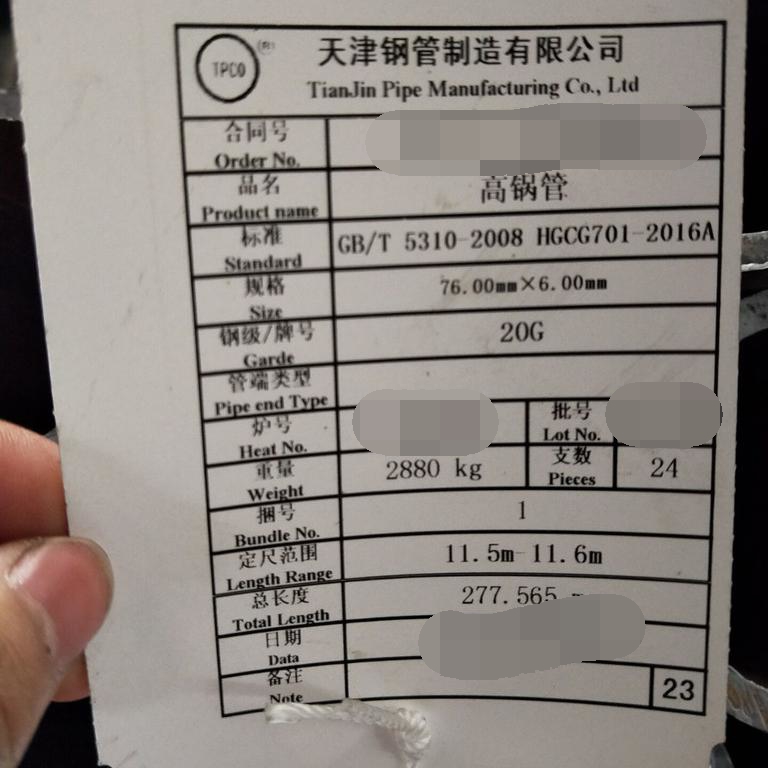 TPCO (R) 天津钢管制造有限公司
TianJin Pipe Manufacturing Co., Ltd
合同号
Order No.
品名 高锅管
Product name
标准 GB/T 5310-2008 HGCG701-2016A
Standard
规格 76.00mm×6.00mm
Size
钢级/牌号 20G
Garde
管端类型
Pipe end Type
炉号 批号
Heat No. Lot No.
重量 2880 kg 支数 24
Weight Pieces
捆号 1
Bundle No.
定尺范围 11.5m-11.6m
Length Range
总长度 277.565
Total Length
日期
Data
备注 23
Note